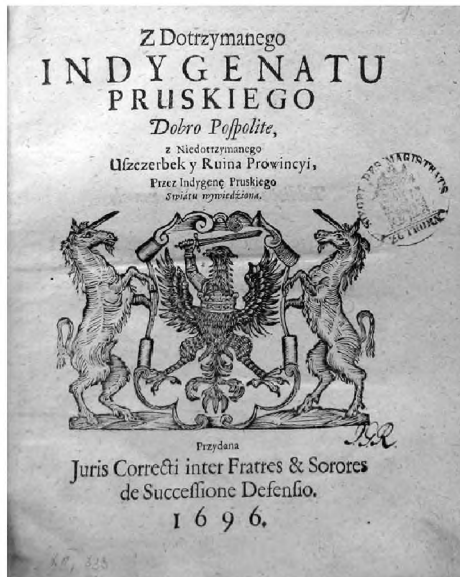 Z Dotrzymanego
INDYGENATU
PRUSKIEGO
Dobro Poſpolite,
z Niedotrzymanego
Uſzczerbek y Ruina Prowincyi,
Przez Indygenę Pruskiego
Swiatu wywiedźiona.
Przydana
Juris Correcti inter Fratres & Sorores
de Succeſſione Defenſio.
1696.